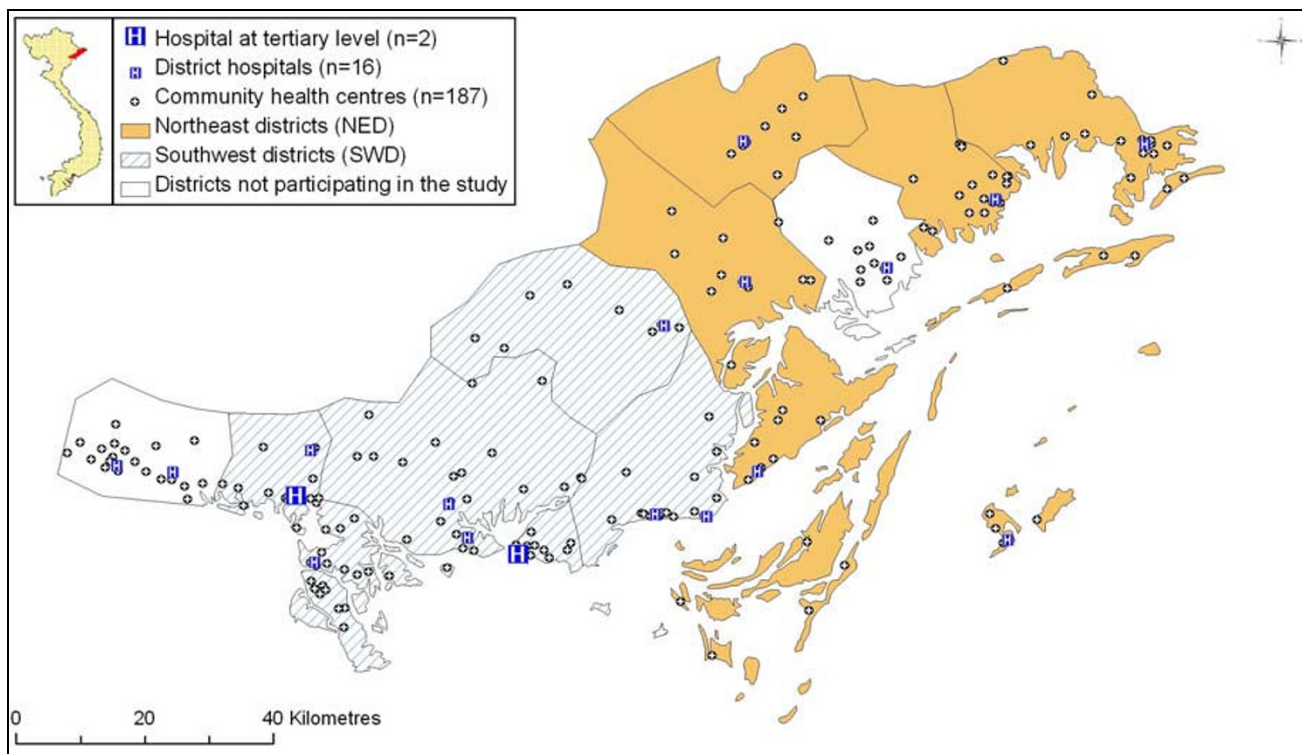 Hospital at tertiary level (n=2)
District hospitals (n=16)
Community health centres (n=187)
Northeast districts (NED)
Southwest districts (SWD)
Districts not participating in the study
0 20 40 Kilometres